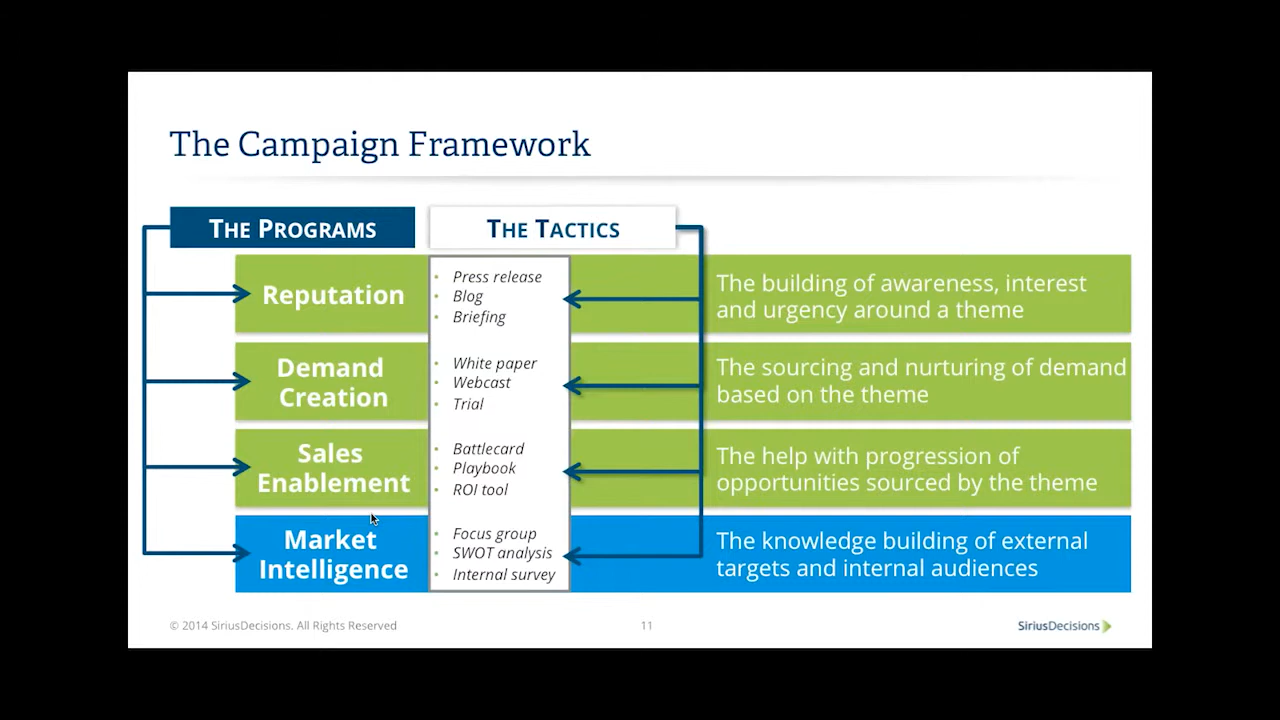 The Campaign Framework
THE PROGRAMS
THE TACTICS
Reputation
• Press release
• Blog
• Briefing
The building of awareness, interest
and urgency around a theme
Demand
Creation
• White paper
• Webcast
• Trial
The sourcing and nurturing of demand
based on the theme
Sales
Enablement
• Battlecard
• Playbook
• ROI tool
The help with progression of
opportunities sourced by the theme
Market
Intelligence
• Focus group
• SWOT analysis
• Internal survey
The knowledge building of external
targets and internal audiences
© 2014 SiriusDecisions. All Rights Reserved
11
SiriusDecisions